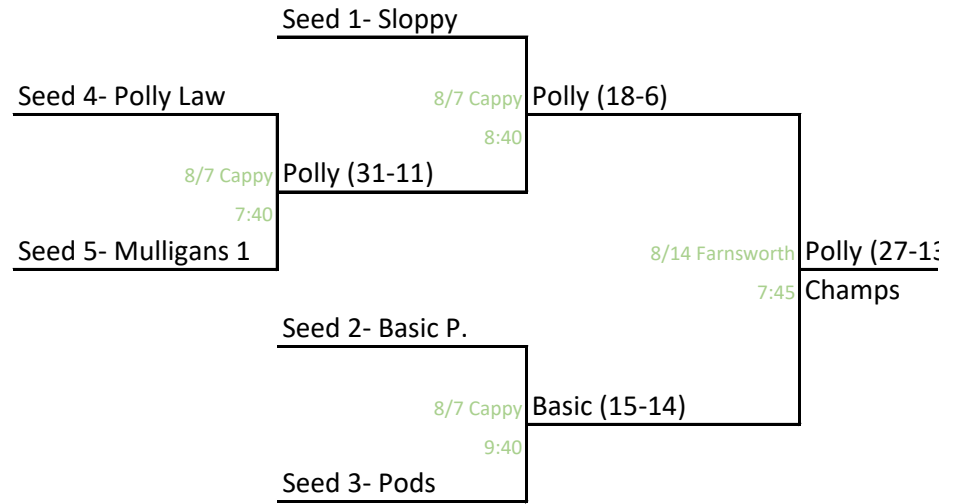 Seed 1- Sloppy
Seed 4- Polly Law
8/7 Cappy
Polly (18-6)
8:40
8/7 Cappy
Polly (31-11)
7:40
Seed 5- Mulligans 1
8/14 Farnsworth
Polly (27-13
7:45
Champs
Seed 2- Basic P.
8/7 Cappy
Basic (15-14)
9:40
Seed 3- Pods